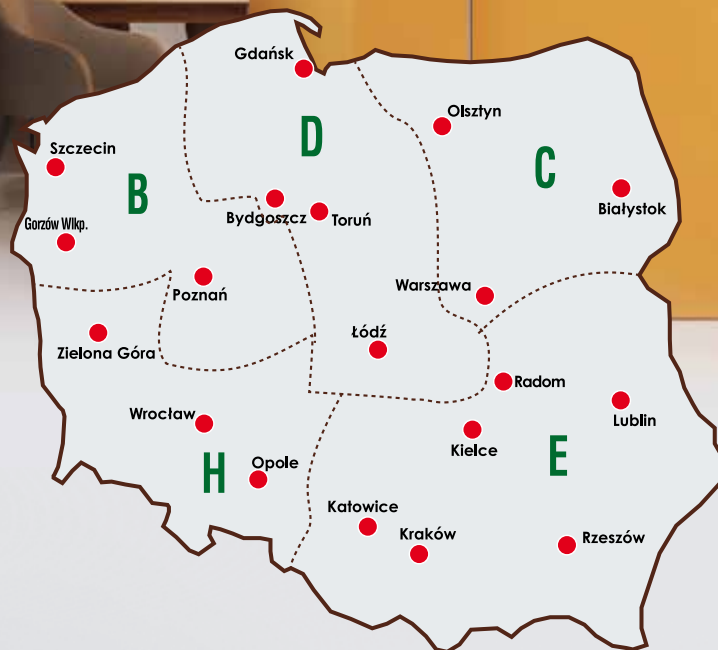 Gdańsk
Olsztyn
D
Szczecin
C
B
Białystok
Bydgoszcz
Toruń
Gorzów Wlkp.
Warszawa
Poznań
Łódź
Zielona Góra
Radom
Wrocław
Lublin
Kielce
E
Opole
H
Katowice
Kraków
Rzeszów